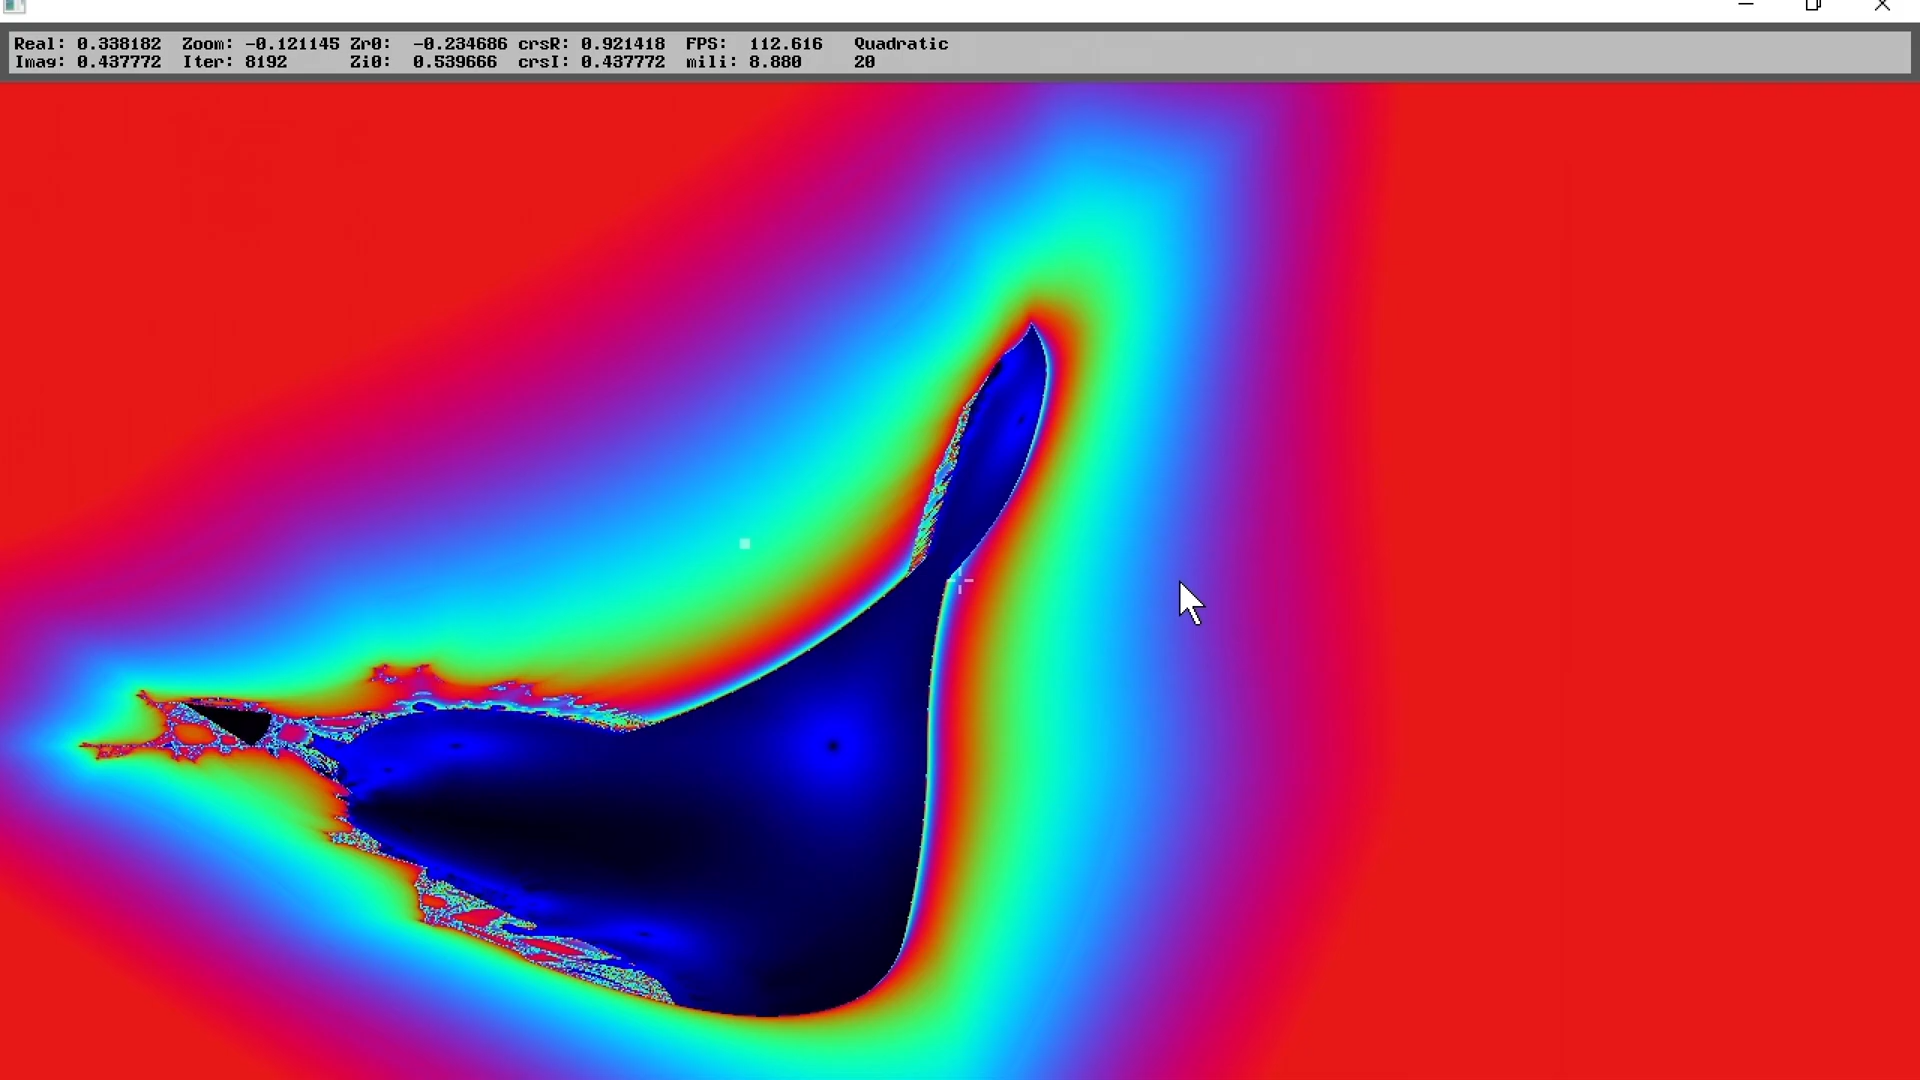 Real: 0.338182 Zoom: -0.121145 Zr0: -0.234686 crsR: 0.921418 FPS: 112.616 Quadratic
Imag: 0.437772 Iter: 8192 Zi0: 0.539666 crsI: 0.437772 mili: 8.880 20